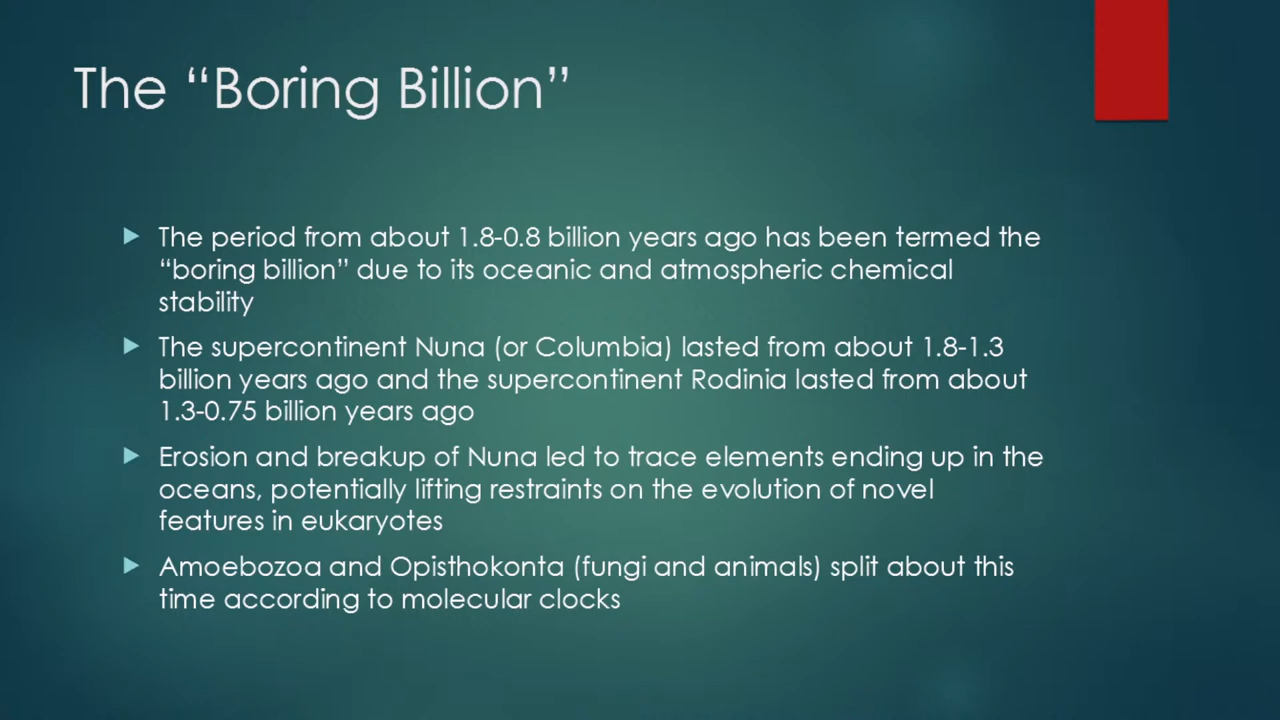 The “Boring Billion”
The period from about 1.8-0.8 billion years ago has been termed the
“boring billion” due to its oceanic and atmospheric chemical
stability
The supercontinent Nuna (or Columbia) lasted from about 1.8-1.3
billion years ago and the supercontinent Rodinia lasted from about
1.3-0.75 billion years ago
Erosion and breakup of Nuna led to trace elements ending up in the
oceans, potentially lifting restraints on the evolution of novel
features in eukaryotes
Amoebozoa and Opisthokonta (fungi and animals) split about this
time according to molecular clocks